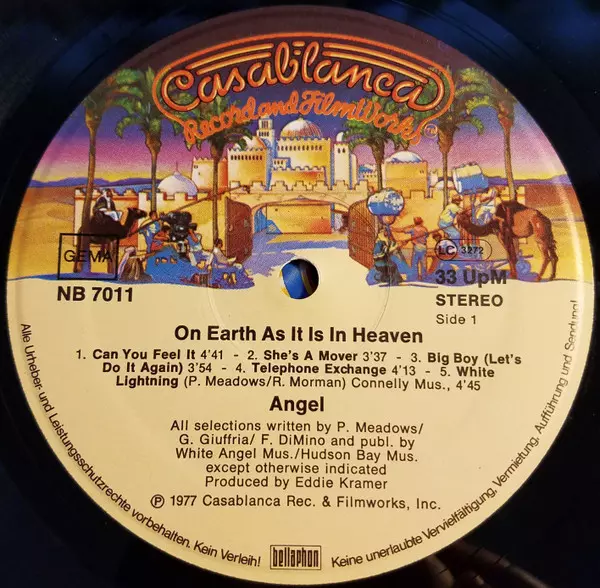 Casablanca
Record and FilmWorks
TM
GEMA
LC 3272
NB 7011
33 UpM
STEREO
Side 1
On Earth As It Is In Heaven
1. Can You Feel It 4'41 - 2. She's A Mover 3'37 - 3. Big Boy (Let's
Do It Again) 3'54 - 4. Telephone Exchange 4'13 - 5. White
Lightning (P. Meadows/R. Morman) Connelly Mus., 4'45
Angel
All selections written by P. Meadows/
G. Giuffria/ F. DiMino and publ. by
White Angel Mus./Hudson Bay Mus.
except otherwise indicated
Produced by Eddie Kramer
℗ 1977 Casablanca Rec. & Filmworks, Inc.
bellaphon
Alle Urheber- und Leistungsschutzrechte vorbehalten. Kein Verleih! Keine unerlaubte Vervielfältigung, Vermietung, Aufführung und Sendung!